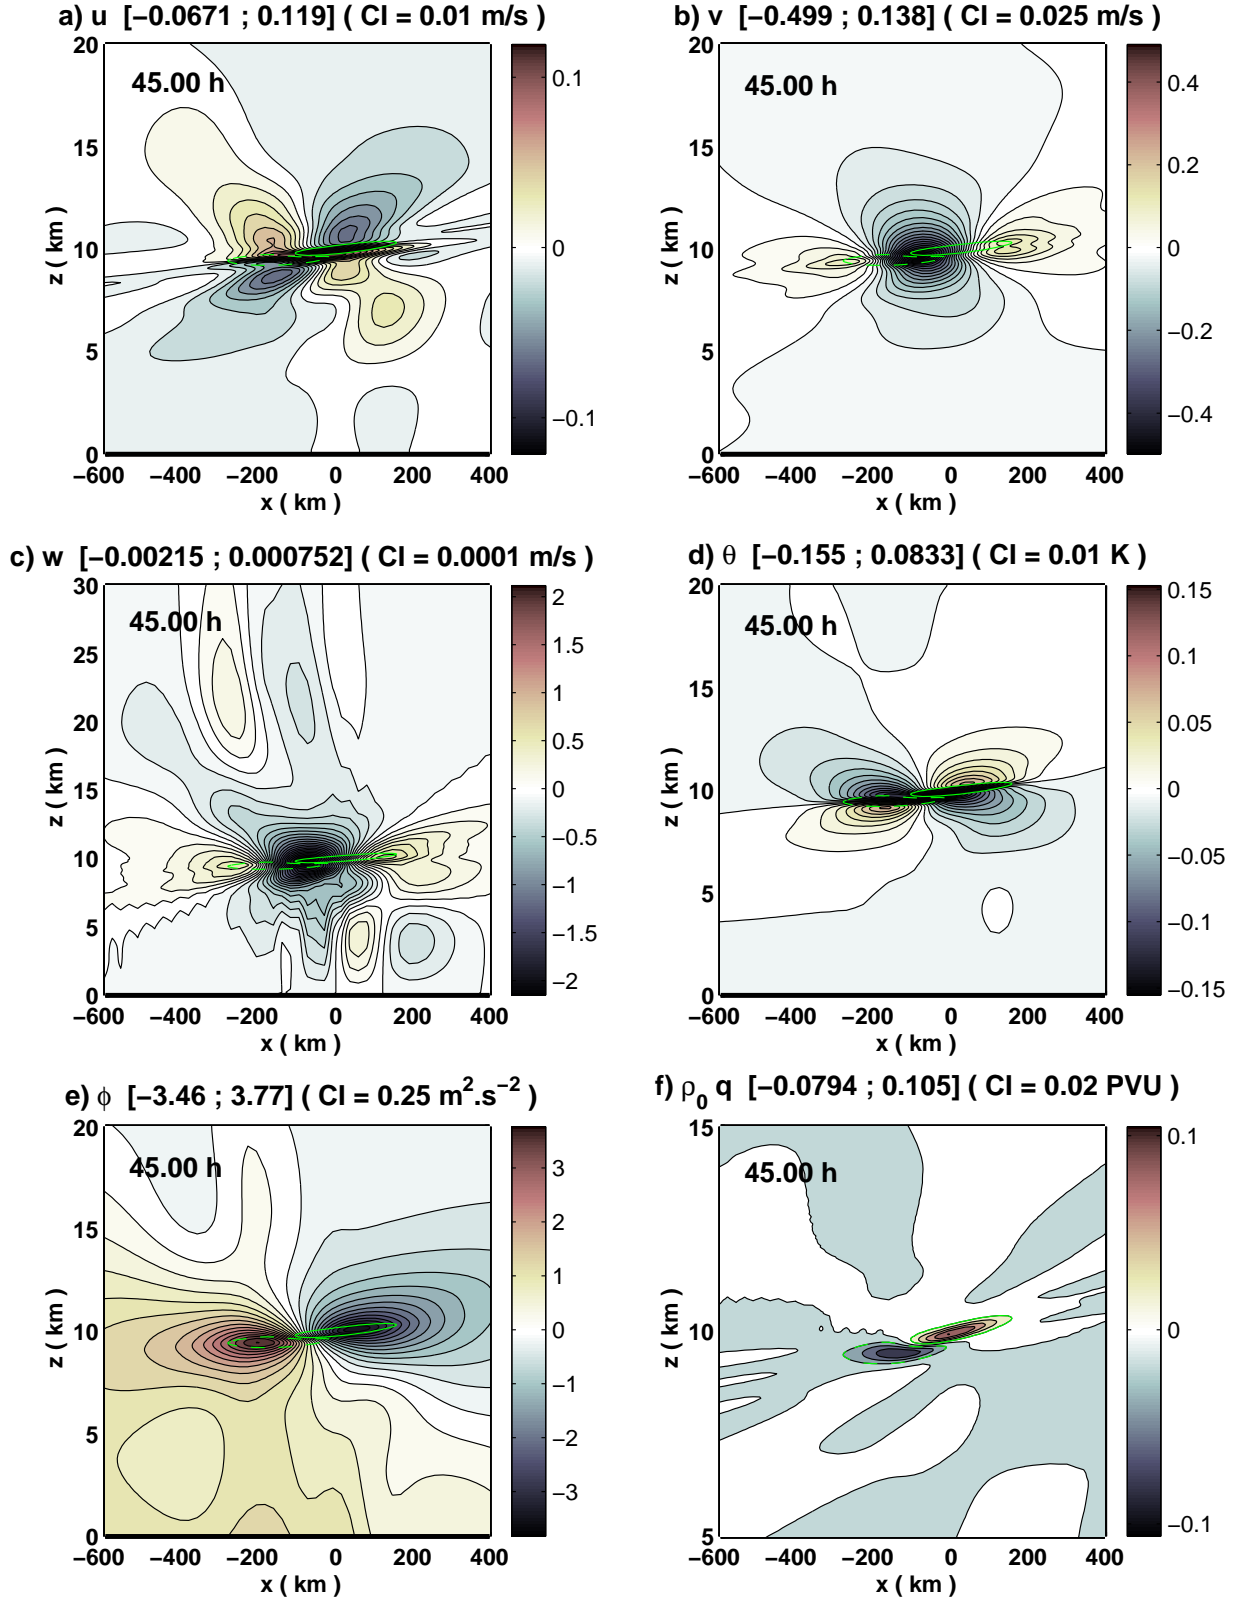 a) u [−0.0671 ; 0.119] ( CI = 0.01 m/s )
20
15
10
5
0
z ( km )
45.00 h
−600 −400 −200 0 200 400
x ( km )
0.1
0
−0.1
b) v [−0.499 ; 0.138] ( CI = 0.025 m/s )
20
15
10
5
0
z ( km )
45.00 h
−600 −400 −200 0 200 400
x ( km )
0.4
0.2
0
−0.2
−0.4
c) w [−0.00215 ; 0.000752] ( CI = 0.0001 m/s )
30
25
20
15
10
5
0
z ( km )
45.00 h
−600 −400 −200 0 200 400
x ( km )
2
1.5
1
0.5
0
−0.5
−1
−1.5
−2
d) θ [−0.155 ; 0.0833] ( CI = 0.01 K )
20
15
10
5
0
z ( km )
45.00 h
−600 −400 −200 0 200 400
x ( km )
0.15
0.1
0.05
0
−0.05
−0.1
−0.15
e) ϕ [−3.46 ; 3.77] ( CI = 0.25 m².s⁻² )
20
15
10
5
0
z ( km )
45.00 h
−600 −400 −200 0 200 400
x ( km )
3
2
1
0
−1
−2
−3
f) ρ₀ q [−0.0794 ; 0.105] ( CI = 0.02 PVU )
15
10
5
z ( km )
45.00 h
−600 −400 −200 0 200 400
x ( km )
0.1
0
−0.1